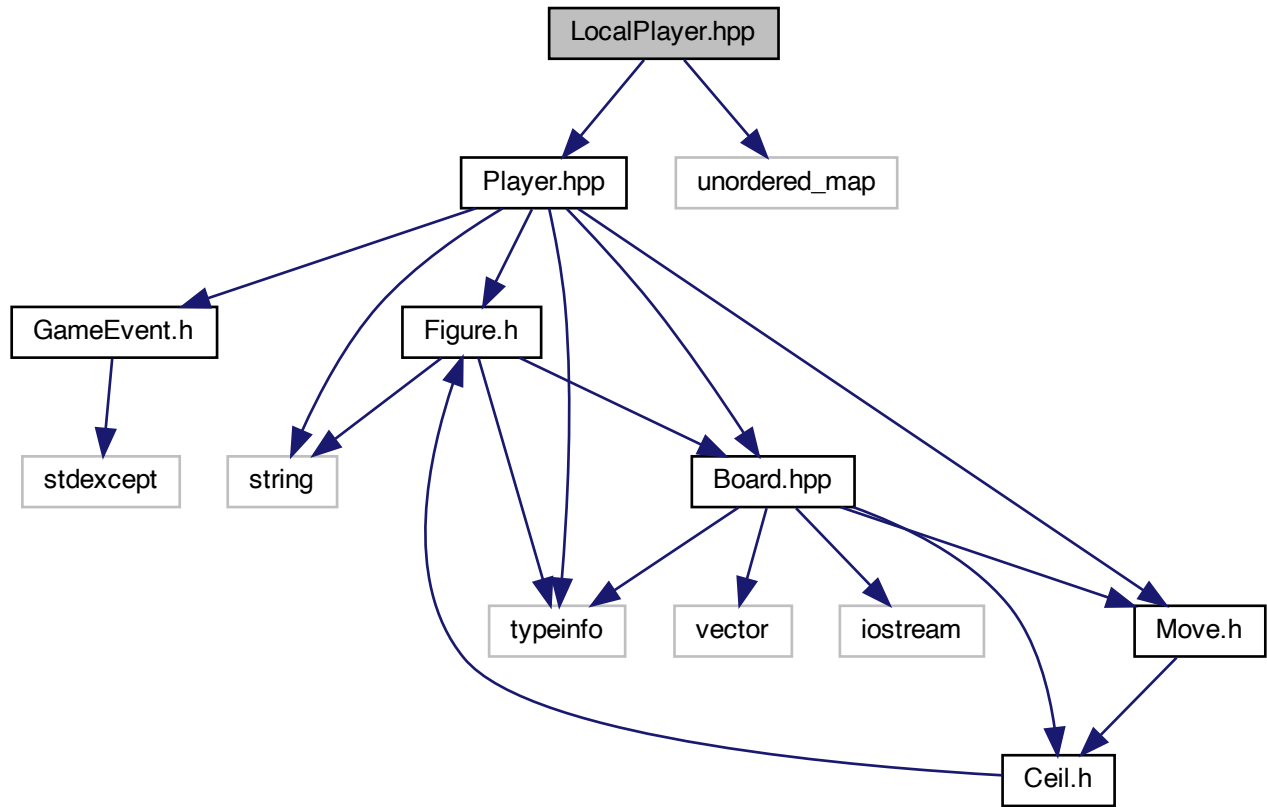 LocalPlayer.hpp
Player.hpp
unordered_map
GameEvent.h
Figure.h
stdexcept
string
Board.hpp
typeinfo
vector
iostream
Move.h
Ceil.h